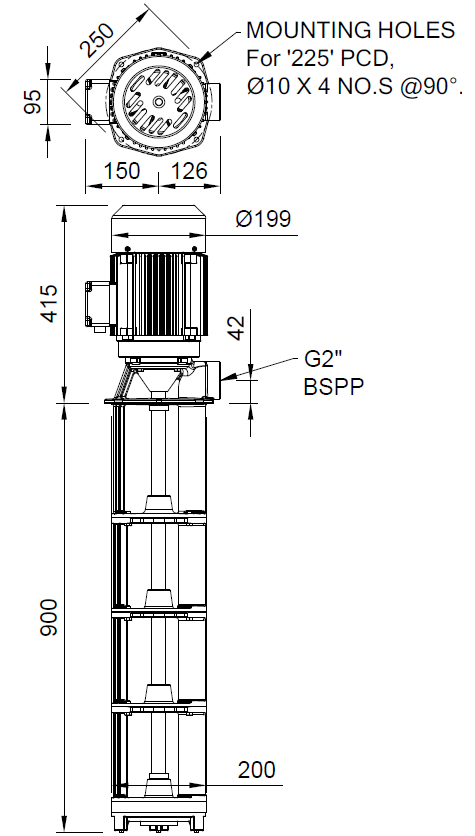 250
MOUNTING HOLES
For '225' PCD,
Ø10 X 4 NO.S @90°.
95
150
126
Ø199
415
42
G2"
BSPP
900
200